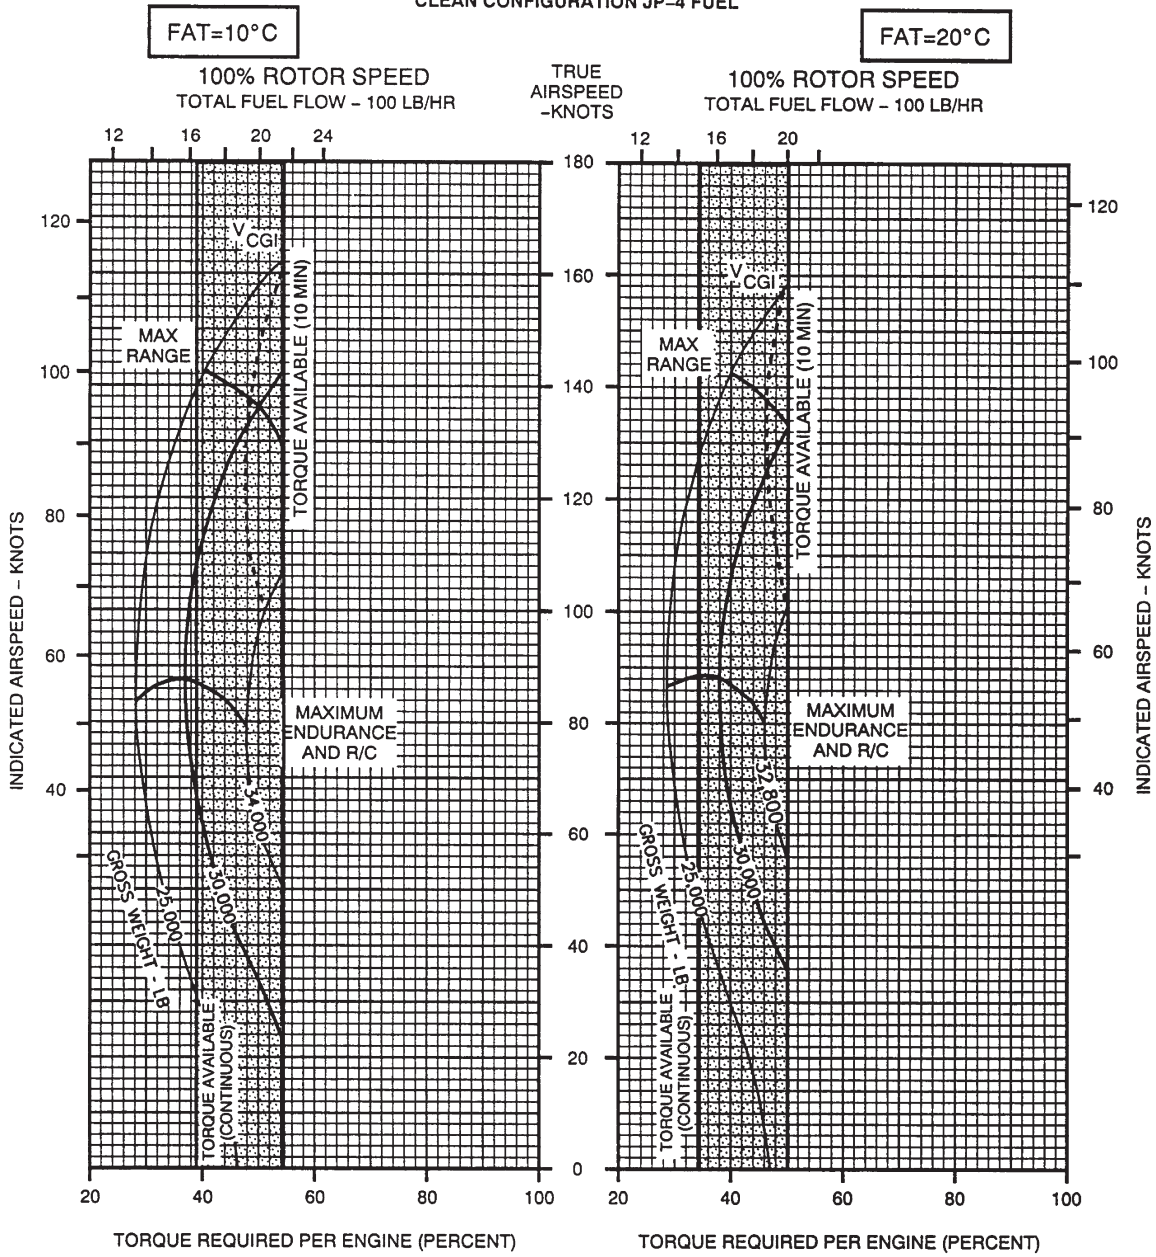 CLEAN CONFIGURATION JP–4 FUEL
FAT=10°C
100% ROTOR SPEED
TOTAL FUEL FLOW – 100 LB/HR
12 16 20 24
TRUE
AIRSPEED
–KNOTS
FAT=20°C
100% ROTOR SPEED
TOTAL FUEL FLOW – 100 LB/HR
12 16 20
INDICATED AIRSPEED – KNOTS
120
100
80
60
40
VCGI
MAX
RANGE
TORQUE AVAILABLE (10 MIN)
MAXIMUM
ENDURANCE
AND R/C
34,000
30,000
25,000
GROSS WEIGHT - LB
TORQUE AVAILABLE
(CONTINUOUS)
20 40 60 80 100
TORQUE REQUIRED PER ENGINE (PERCENT)
180
160
140
120
100
80
60
40
20
0
VCGI
MAX
RANGE
TORQUE AVAILABLE (10 MIN)
MAXIMUM
ENDURANCE
AND R/C
32,800
30,000
25,000
GROSS WEIGHT - LB
TORQUE AVAILABLE
(CONTINUOUS)
20 40 60 80 100
TORQUE REQUIRED PER ENGINE (PERCENT)
120
100
80
60
40
INDICATED AIRSPEED – KNOTS